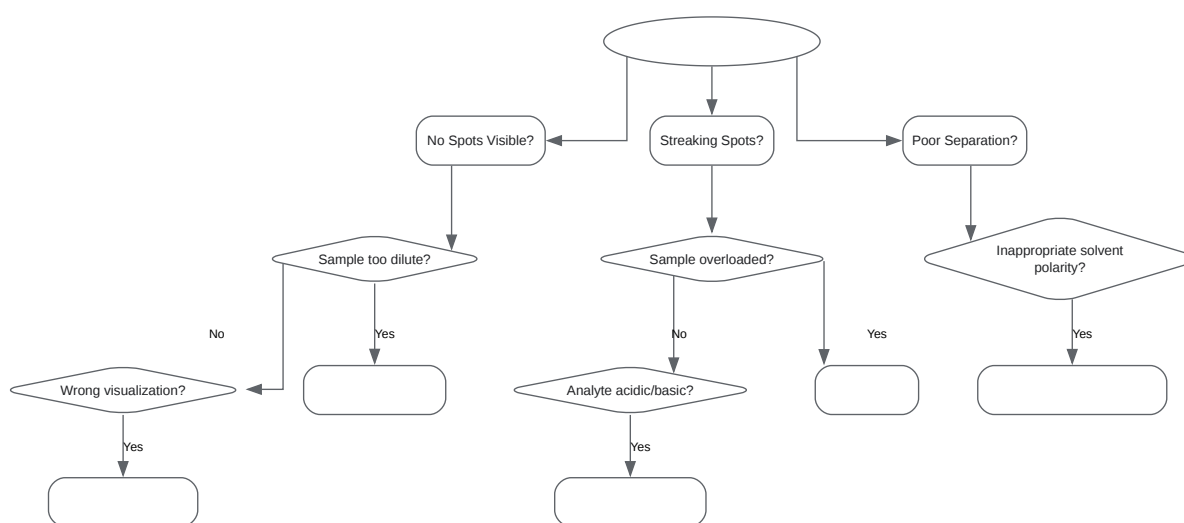 No Spots Visible?
Streaking Spots?
Poor Separation?
Sample too dilute?
Sample overloaded?
Inappropriate solvent
polarity?
No
Yes
No
Yes
Yes
Wrong visualization?
Analyte acidic/basic?
Yes
Yes